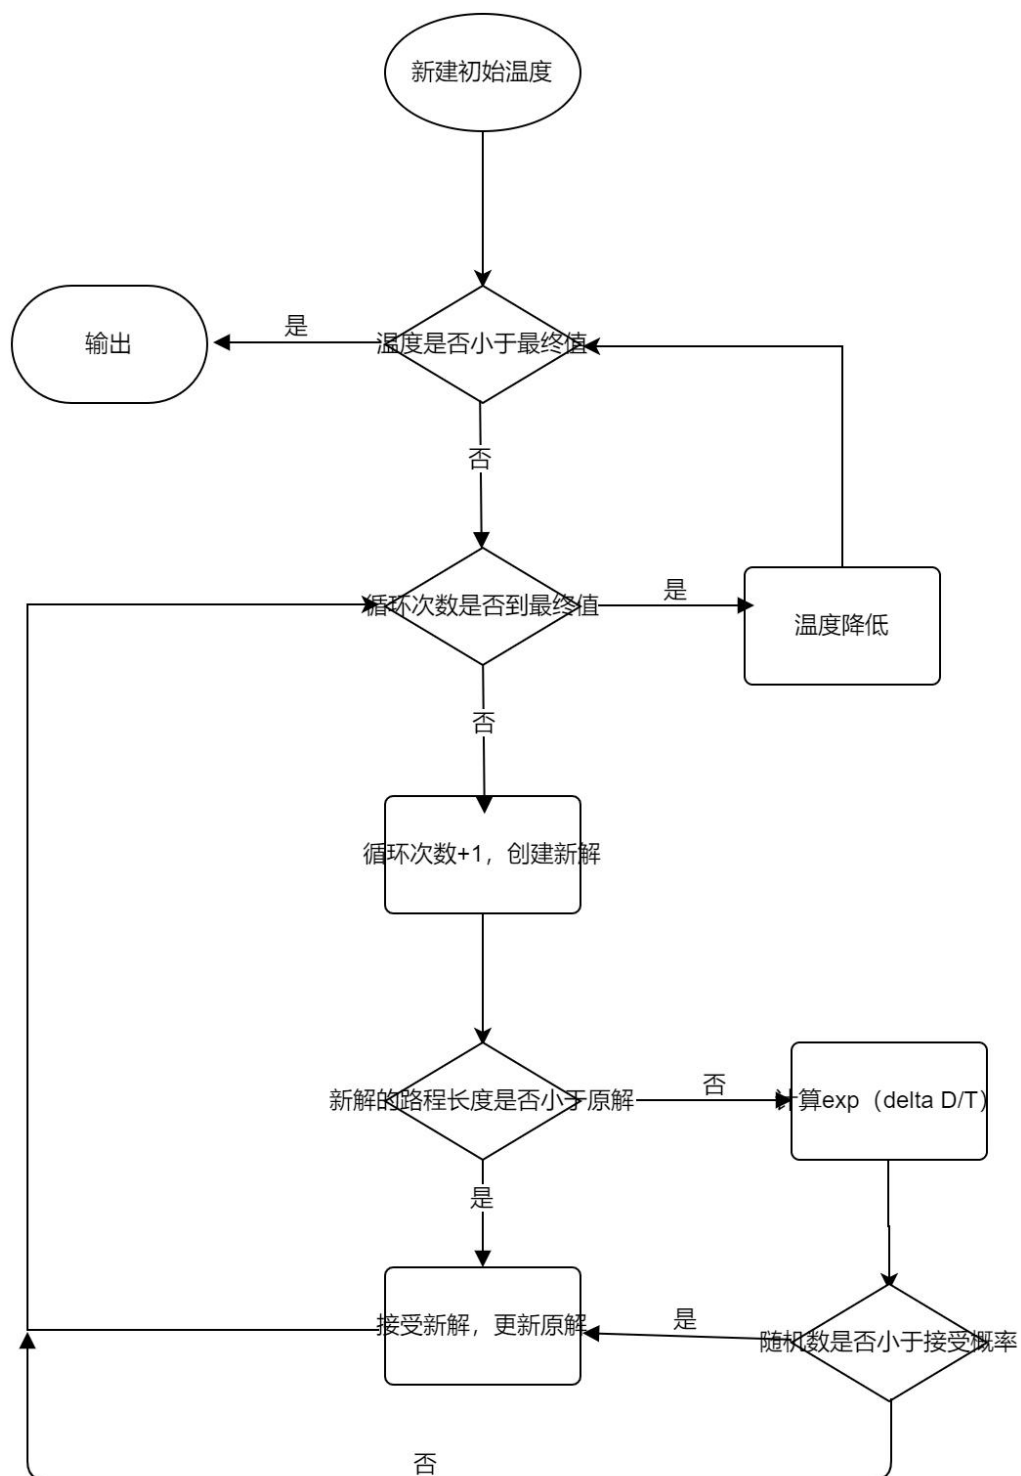 新建初始温度
输出
是
温度是否小于最终值
否
循环次数是否到最终值
是
温度降低
否
循环次数+1，创建新解
新解的路程长度是否小于原解
否
计算exp（delta D/T）
是
接受新解，更新原解
是
随机数是否小于接受概率
否